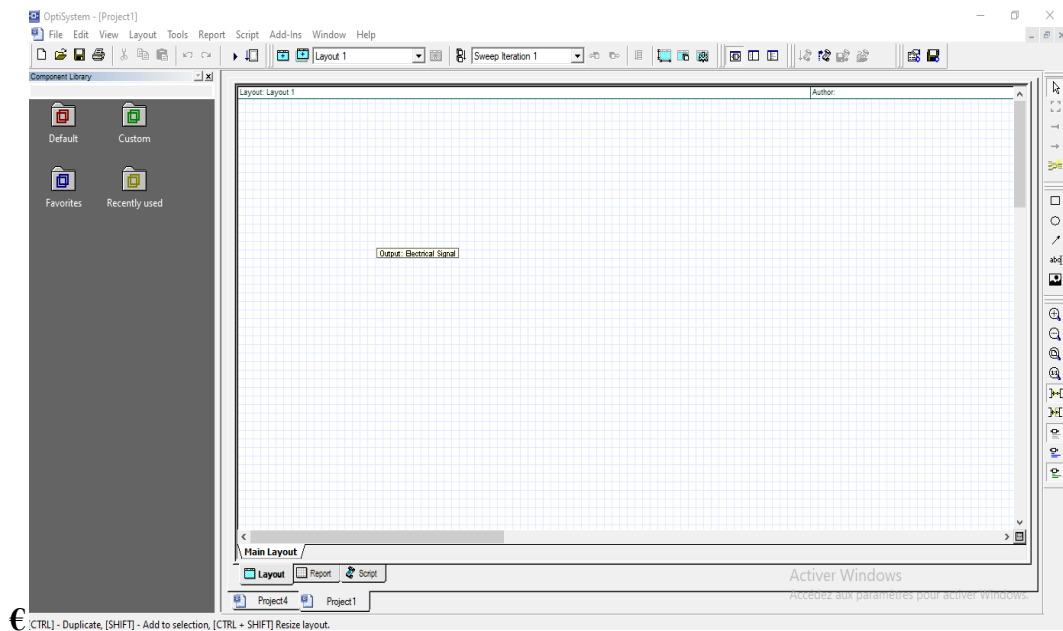 OptiSystem - [Project1]
File Edit View Layout Tools Report Script Add-Ins Window Help
Layout 1
Sweep Iteration 1
Component Library
Default
Custom
Favorites
Recently used
Layout: Layout 1
Author:
Output: Electrical Signal
Main Layout
Layout Report Script
Project4 Project1
Activer Windows
Accédez aux paramètres pour activer Windows.
€
[CTRL] - Duplicate, [SHIFT] - Add to selection, [CTRL + SHIFT] Resize layout.